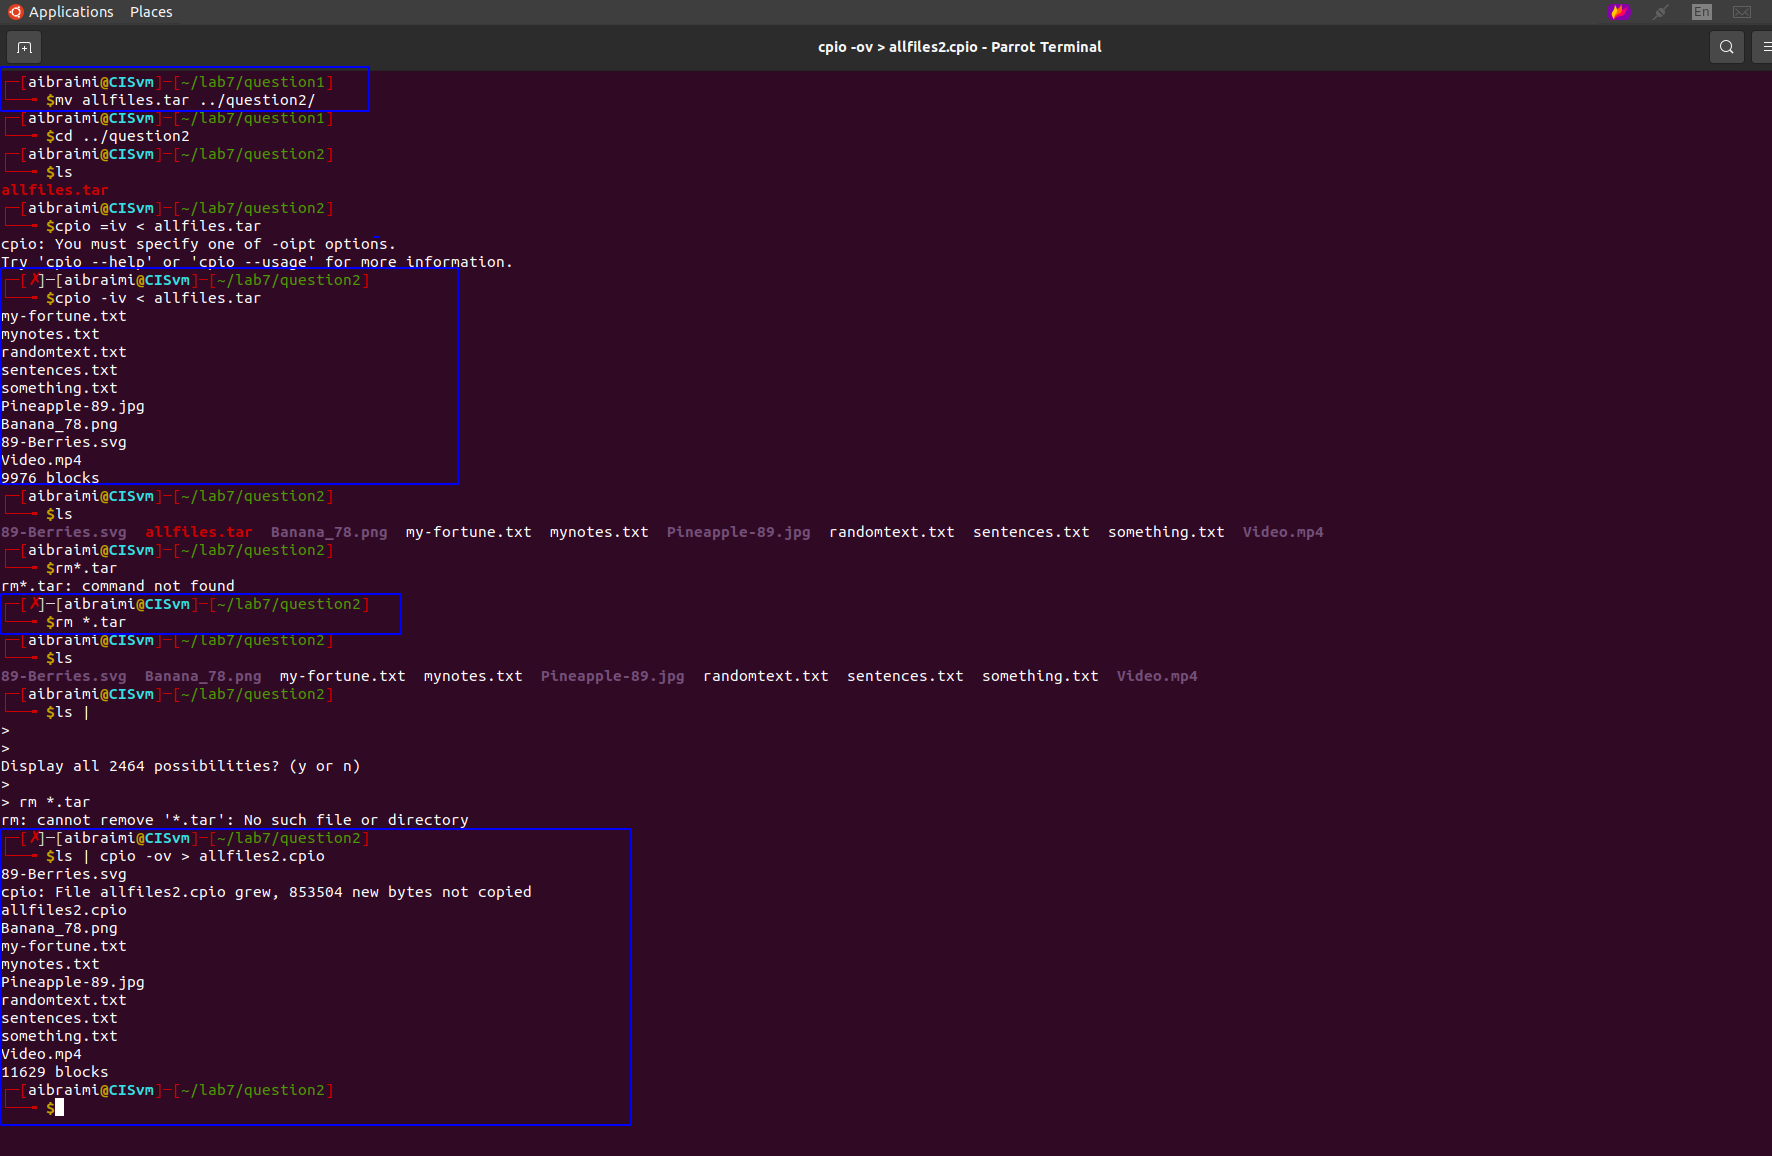 Applications Places
En
cpio -ov > allfiles2.cpio - Parrot Terminal
┌─[aibraimi@CISvm]─[~/lab7/question1]
└──╼ $mv allfiles.tar ../question2/
┌─[aibraimi@CISvm]─[~/lab7/question1]
└──╼ $cd ../question2
┌─[aibraimi@CISvm]─[~/lab7/question2]
└──╼ $ls
allfiles.tar
┌─[aibraimi@CISvm]─[~/lab7/question2]
└──╼ $cpio =iv < allfiles.tar
cpio: You must specify one of -oipt options.
Try 'cpio --help' or 'cpio --usage' for more information.
┌─[✗]─[aibraimi@CISvm]─[~/lab7/question2]
└──╼ $cpio -iv < allfiles.tar
my-fortune.txt
mynotes.txt
randomtext.txt
sentences.txt
something.txt
Pineapple-89.jpg
Banana_78.png
89-Berries.svg
Video.mp4
9976 blocks
┌─[aibraimi@CISvm]─[~/lab7/question2]
└──╼ $ls
89-Berries.svg allfiles.tar Banana_78.png my-fortune.txt mynotes.txt Pineapple-89.jpg randomtext.txt sentences.txt something.txt Video.mp4
┌─[aibraimi@CISvm]─[~/lab7/question2]
└──╼ $rm*.tar
rm*.tar: command not found
┌─[✗]─[aibraimi@CISvm]─[~/lab7/question2]
└──╼ $rm *.tar
┌─[aibraimi@CISvm]─[~/lab7/question2]
└──╼ $ls
89-Berries.svg Banana_78.png my-fortune.txt mynotes.txt Pineapple-89.jpg randomtext.txt sentences.txt something.txt Video.mp4
┌─[aibraimi@CISvm]─[~/lab7/question2]
└──╼ $ls |
>
>
Display all 2464 possibilities? (y or n)
>
> rm *.tar
rm: cannot remove '*.tar': No such file or directory
┌─[✗]─[aibraimi@CISvm]─[~/lab7/question2]
└──╼ $ls | cpio -ov > allfiles2.cpio
89-Berries.svg
cpio: File allfiles2.cpio grew, 853504 new bytes not copied
allfiles2.cpio
Banana_78.png
my-fortune.txt
mynotes.txt
Pineapple-89.jpg
randomtext.txt
sentences.txt
something.txt
Video.mp4
11629 blocks
┌─[aibraimi@CISvm]─[~/lab7/question2]
└──╼ $